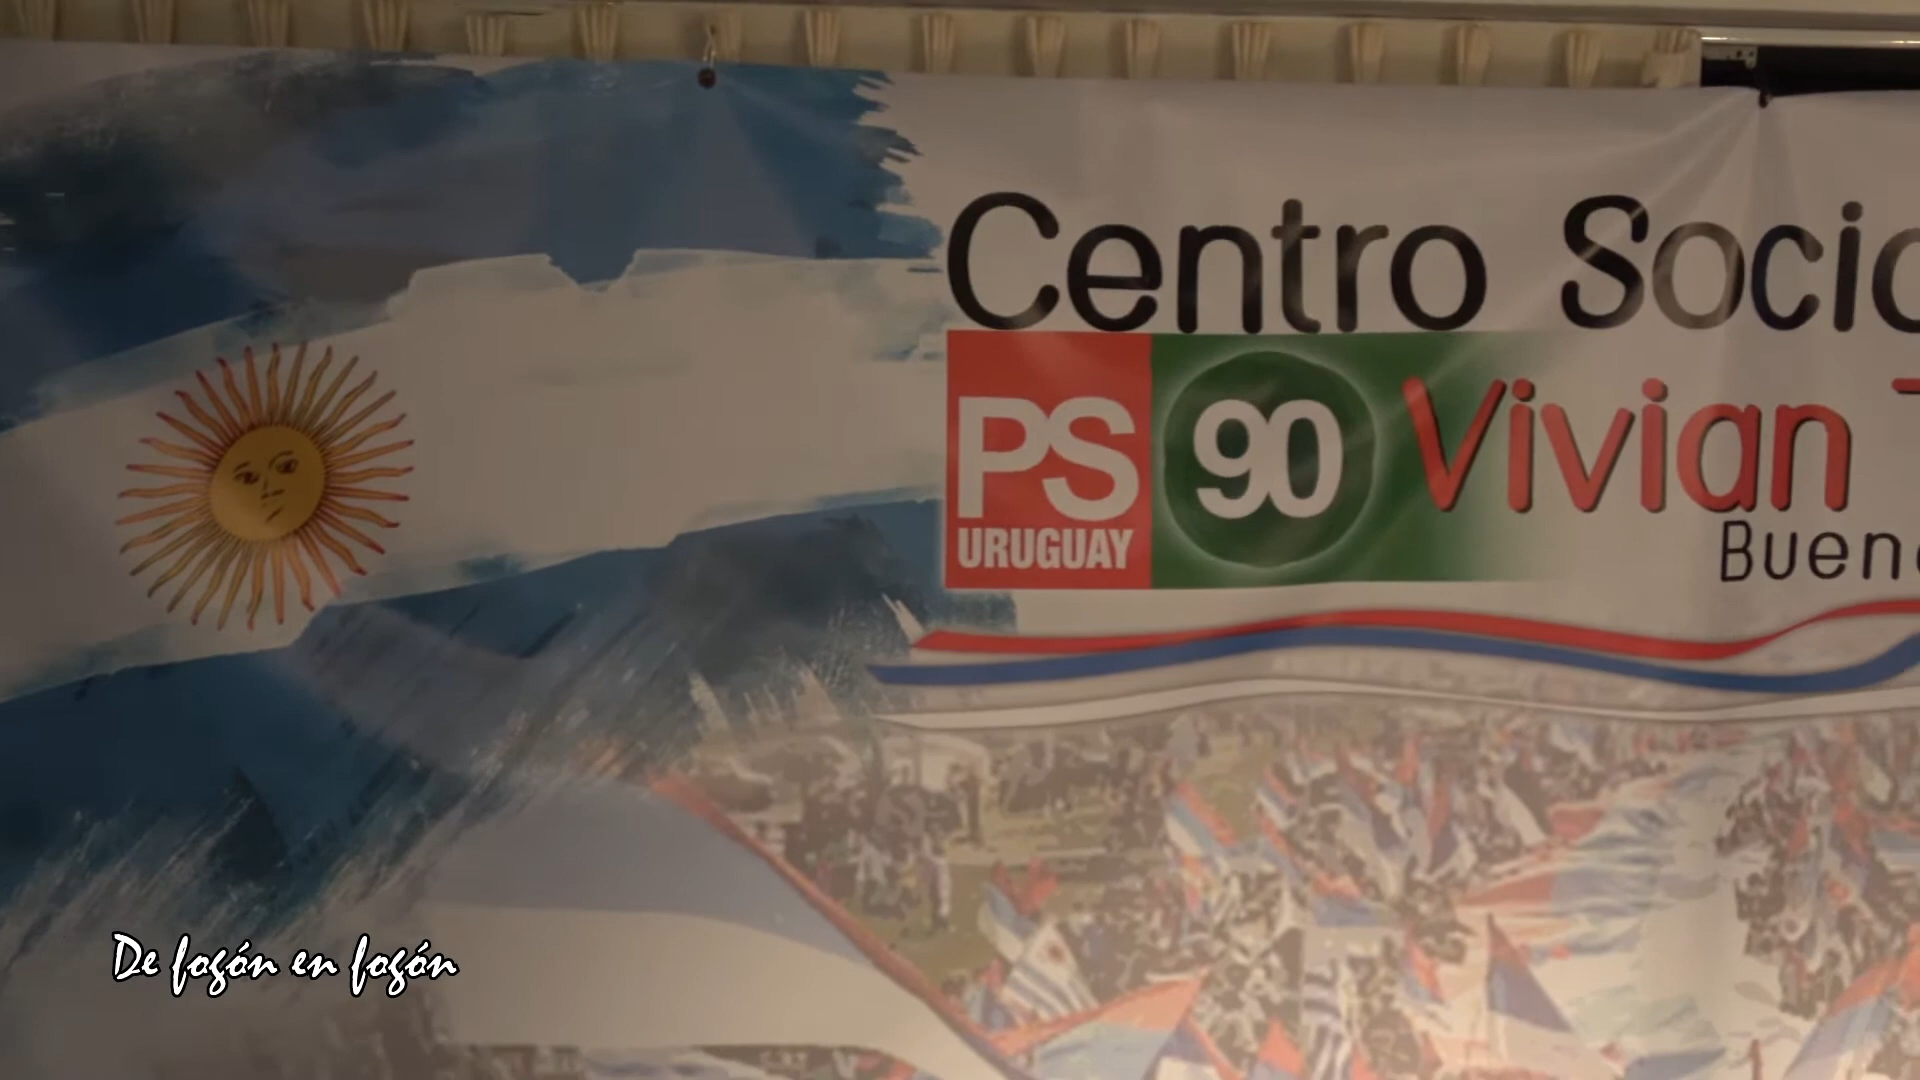 Centro Socia
PS
URUGUAY
90
Vivian
Buen
De fogón en fogón